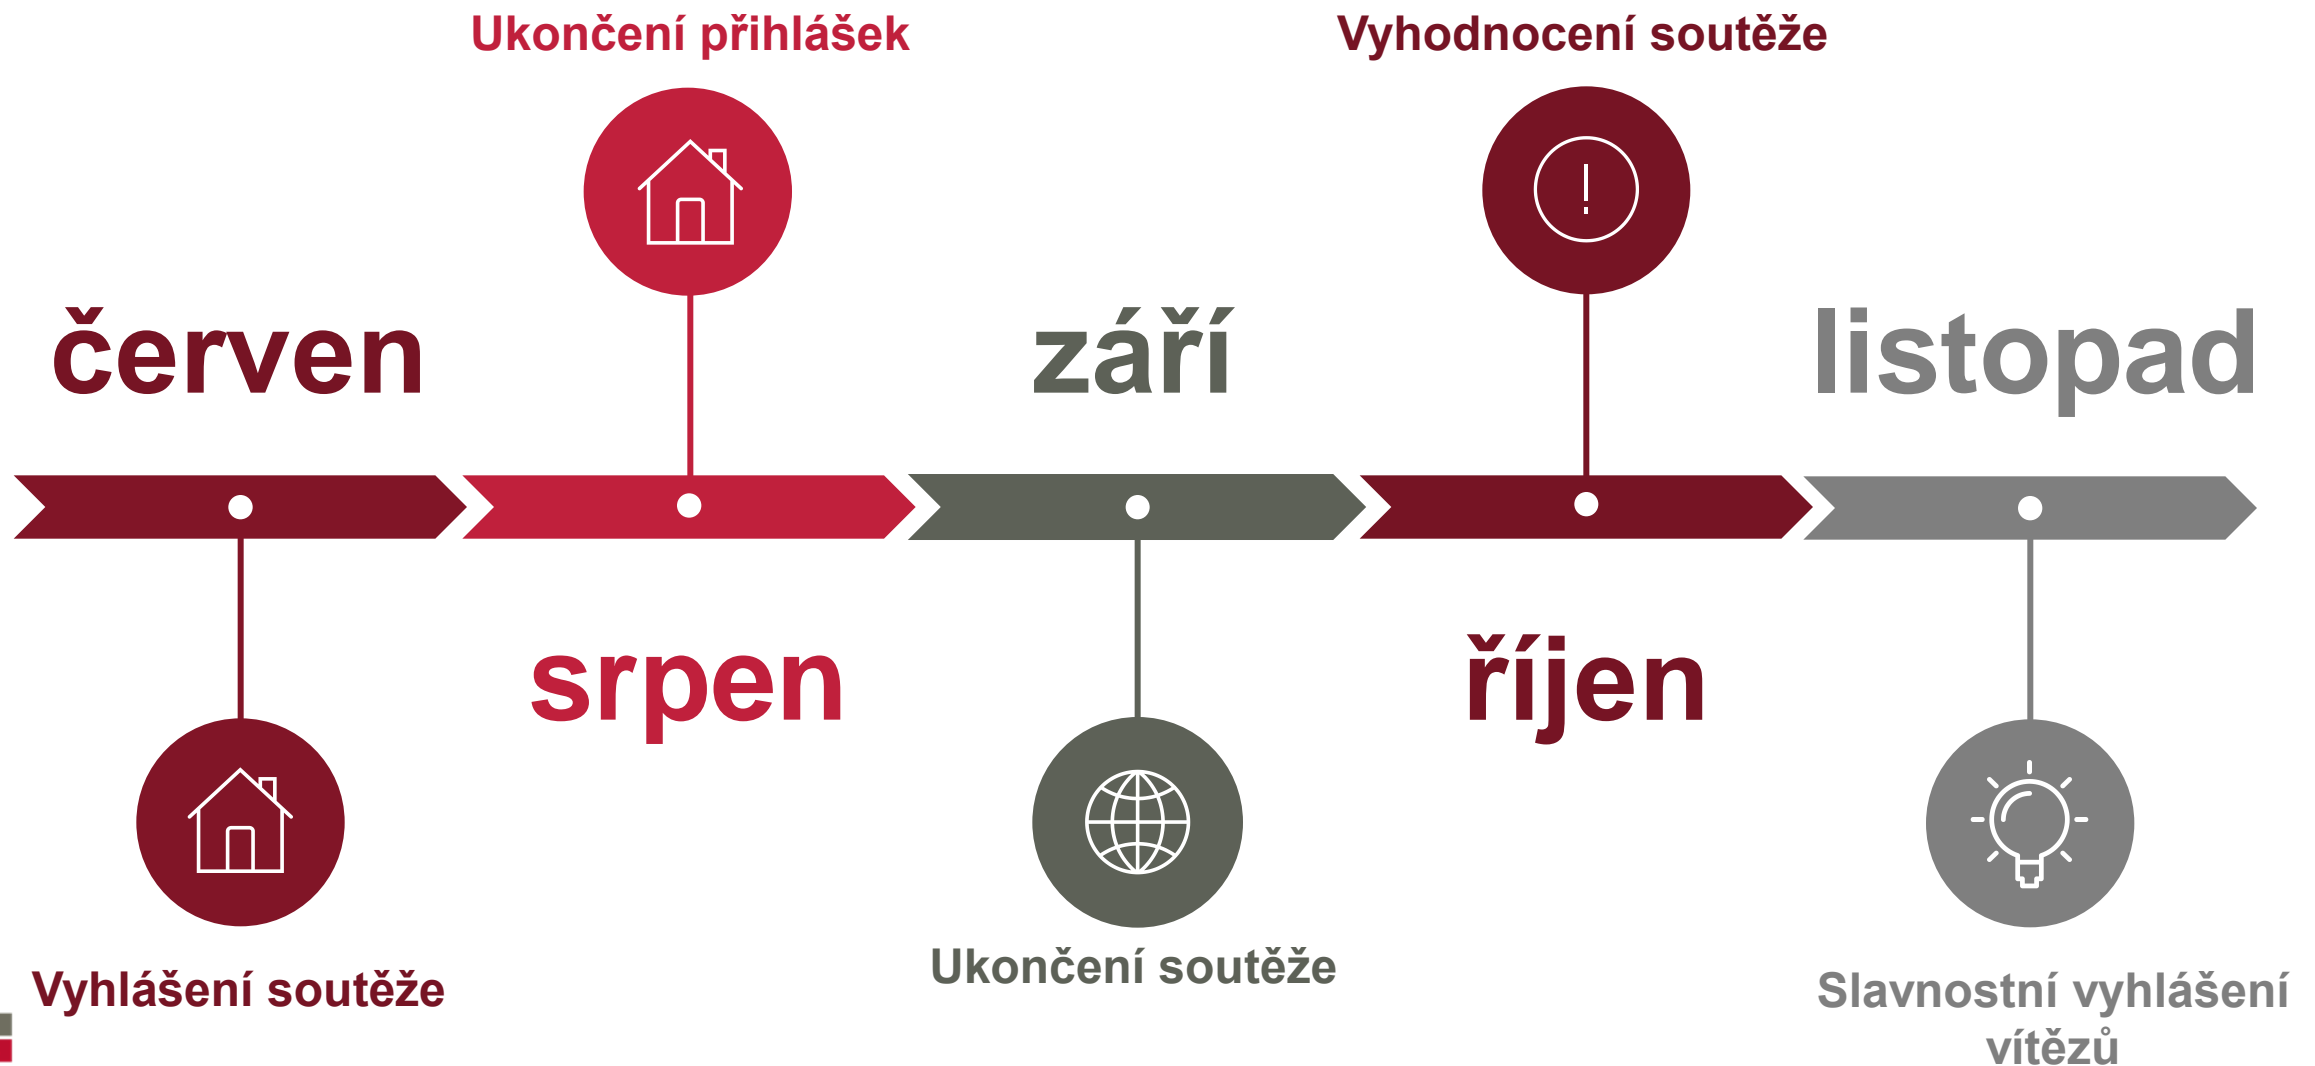 Ukončení přihlášek
Vyhodnocení soutěže
červen
září
listopad
srpen
říjen
Vyhlášení soutěže
Ukončení soutěže
Slavnostní vyhlášení
vítězů